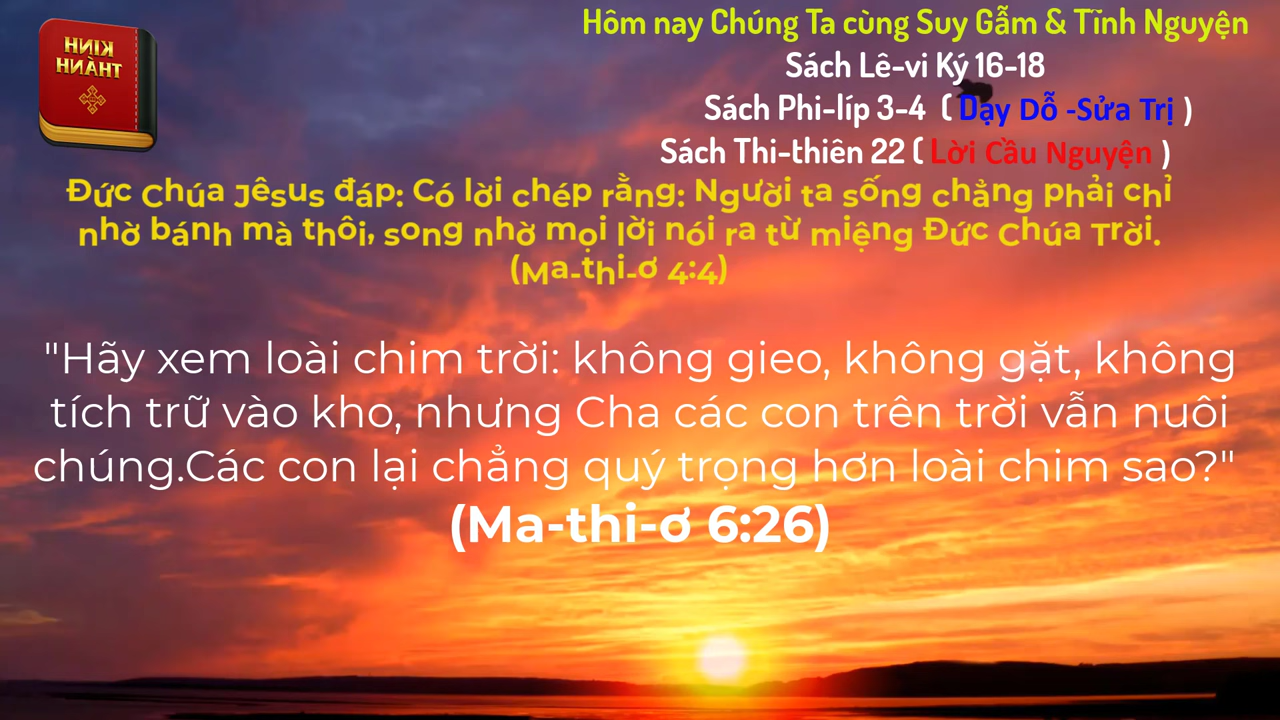 KINH
THÀNH
Hôm nay Chúng Ta cùng Suy Gẫm & Tĩnh Nguyện
Sách Lê-vi Ký 16-18
Sách Phi-líp 3-4 ( Dạy Dỗ -Sửa Trị )
Sách Thi-thiên 22 ( Lời Cầu Nguyện )
Đức Chúa Jêsus đáp: Có lời chép rằng: Người ta sống chẳng phải chỉ
nhờ bánh mà thôi, song nhờ mọi lời nói ra từ miệng Đức Chúa Trời.
(Ma-thi-ơ 4:4)
"Hãy xem loài chim trời: không gieo, không gặt, không
tích trữ vào kho, nhưng Cha các con trên trời vẫn nuôi
chúng.Các con lại chẳng quý trọng hơn loài chim sao?"
(Ma-thi-ơ 6:26)